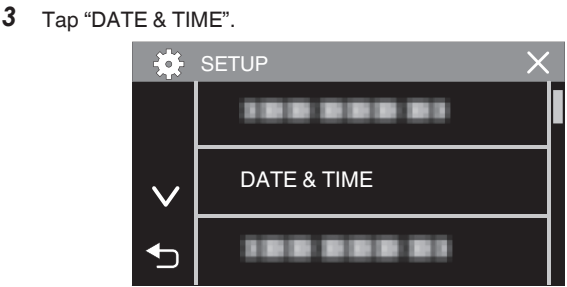 3 Tap “DATE & TIME”.
SETUP
DATE & TIME